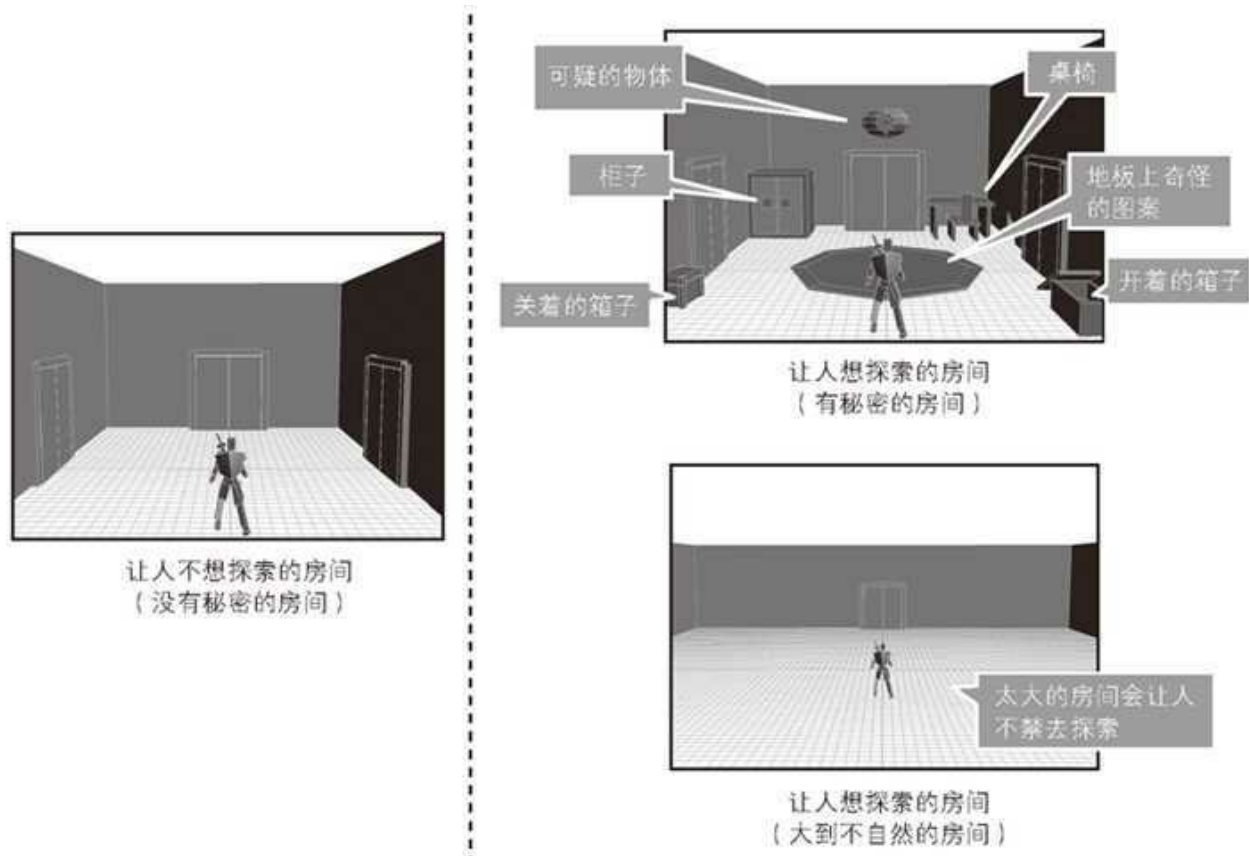 让人不想探索的房间
（没有秘密的房间）
可疑的物体
桌椅
柜子
地板上奇怪
的图案
关着的箱子
开着的箱子
让人想探索的房间
（有秘密的房间）
太大的房间会让人
不禁去探索
让人想探索的房间
（大到不自然的房间）